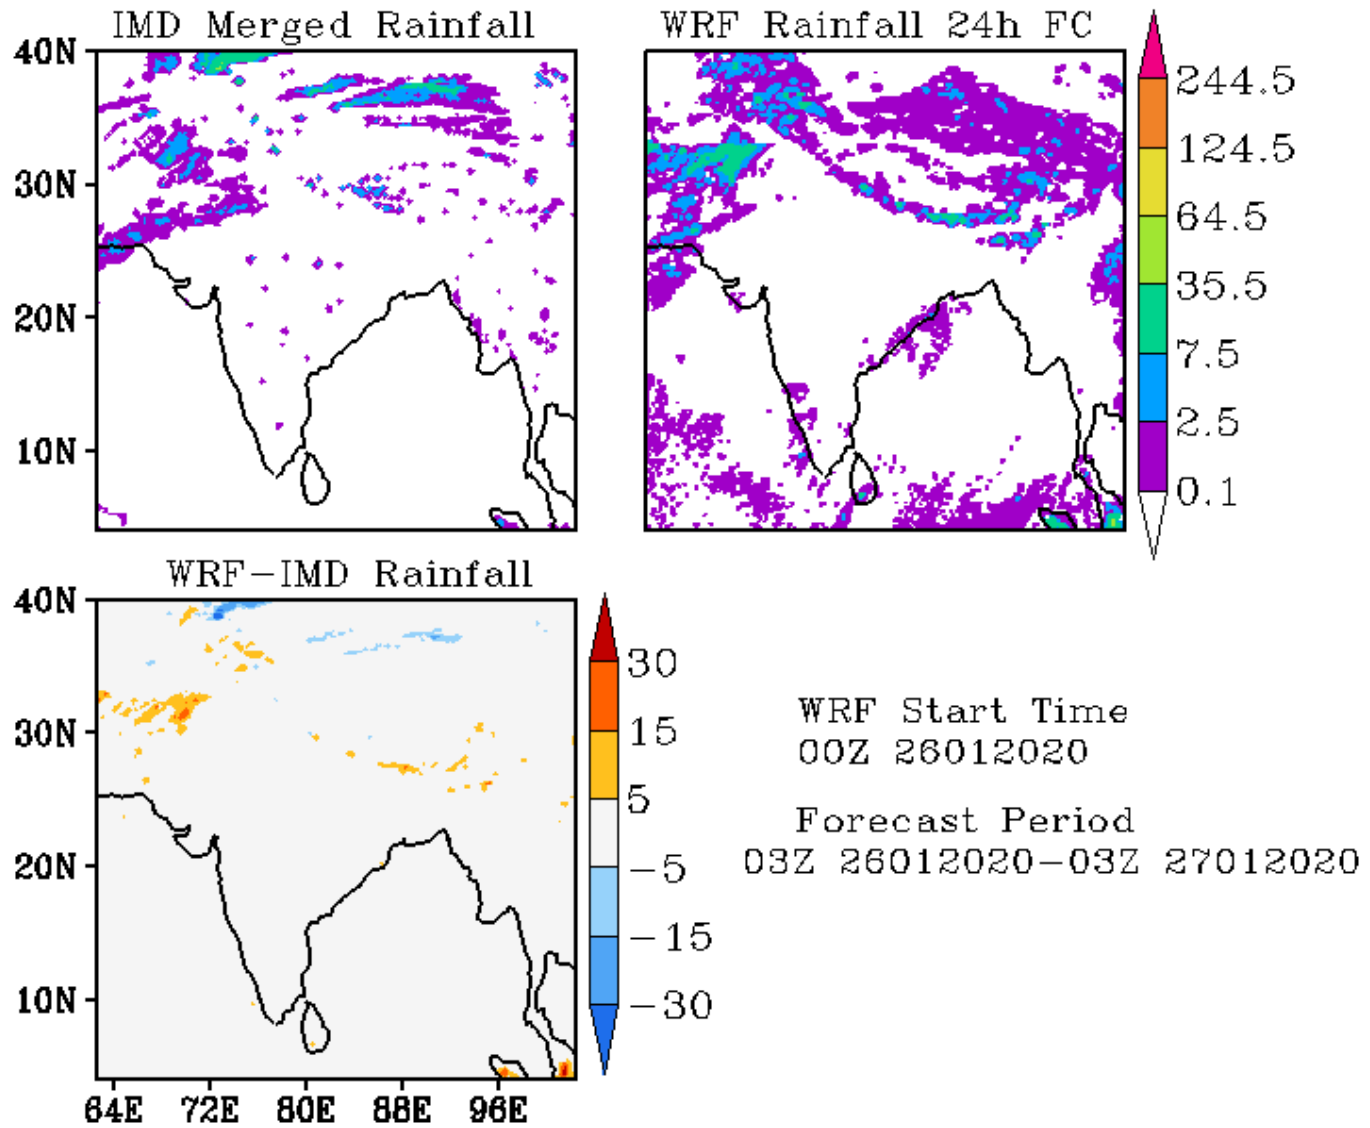 IMD Merged Rainfall
WRF Rainfall 24h FC
40N
30N
20N
10N
244.5
124.5
64.5
35.5
7.5
2.5
0.1
WRF-IMD Rainfall
40N
30N
20N
10N
64E 72E 80E 88E 96E
30
15
5
-5
-15
-30
WRF Start Time
00Z 26012020
Forecast Period
03Z 26012020-03Z 27012020